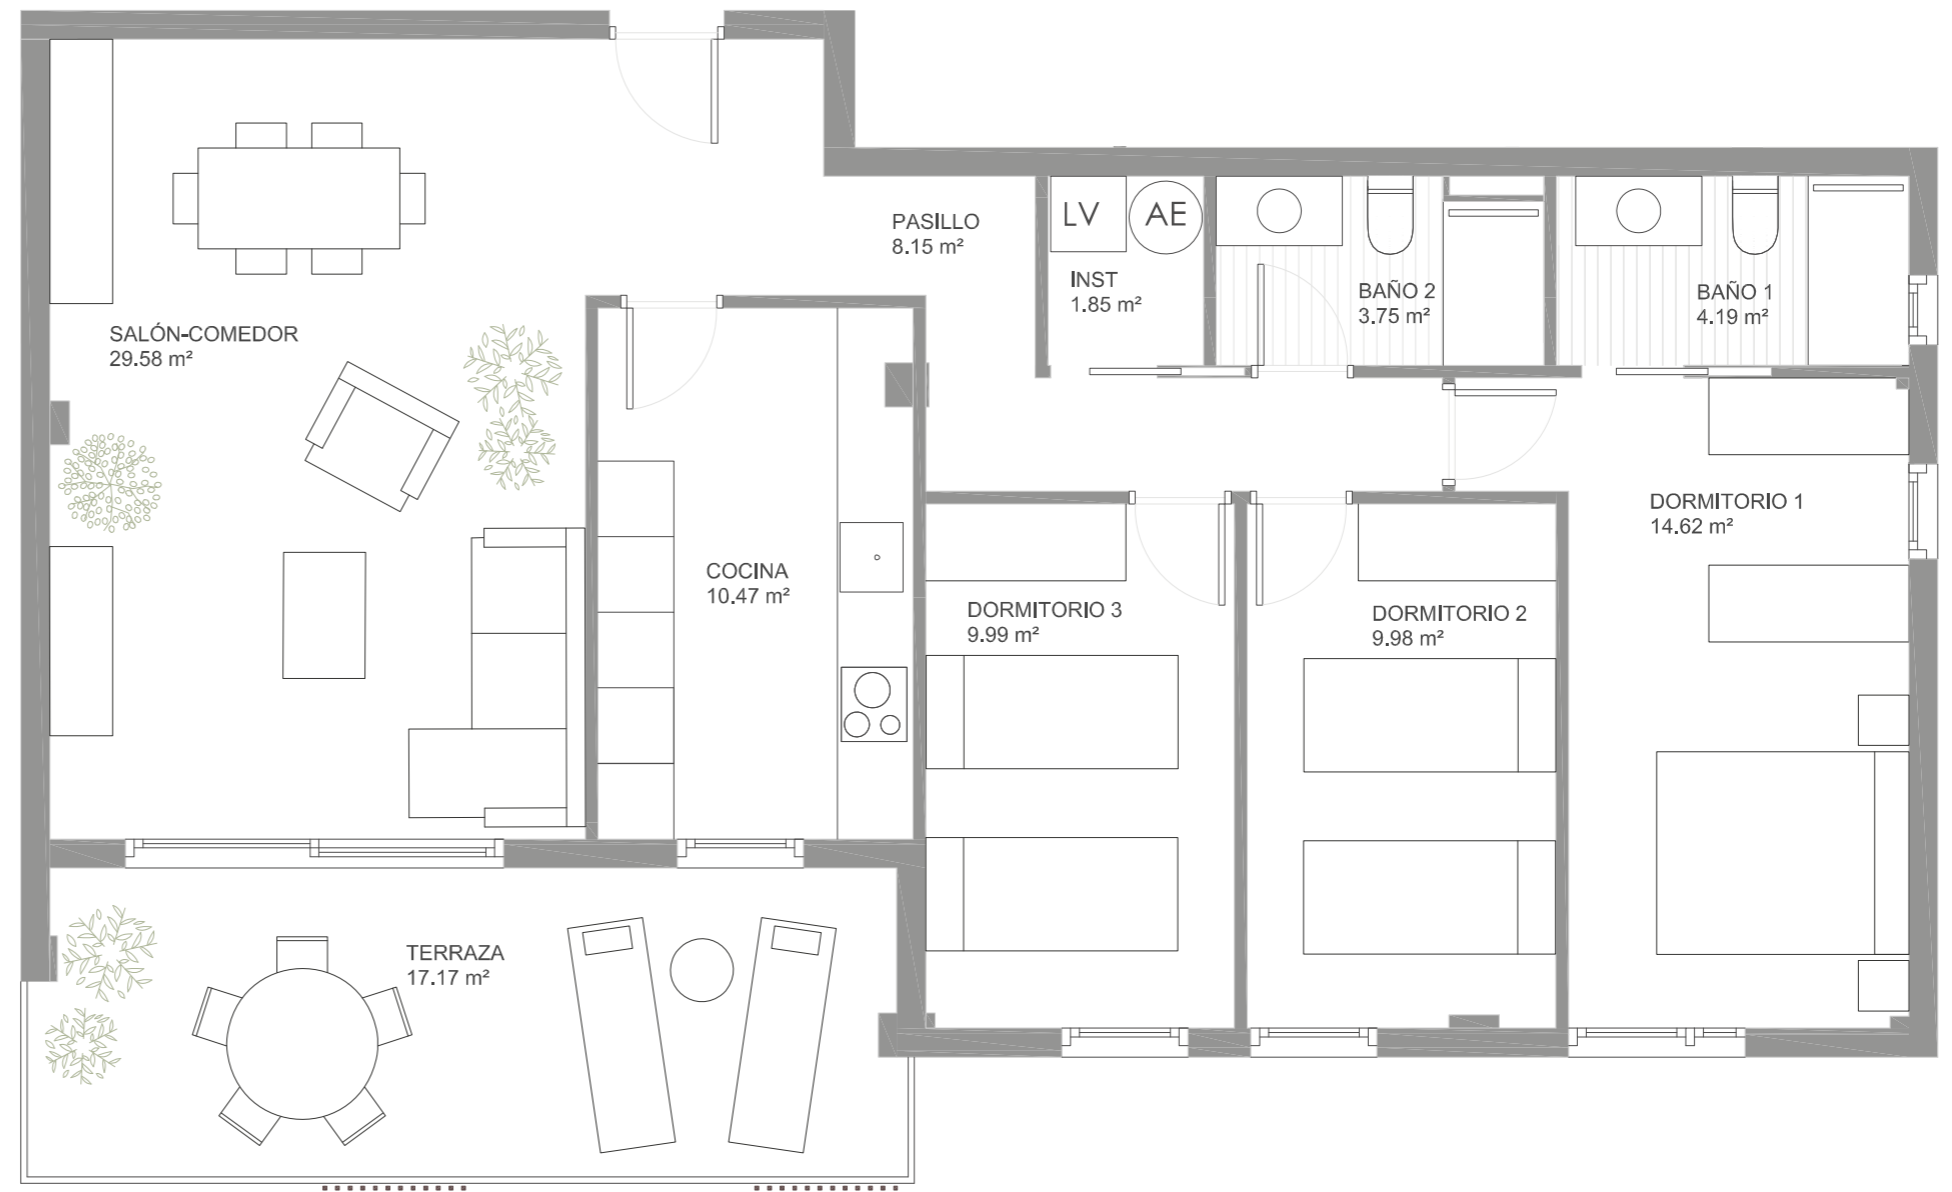 LV
AE
PASILLO
8.15 m²
INST
1.85 m²
BAÑO 2
3.75 m²
BAÑO 1
4.19 m²
SALÓN-COMEDOR
29.58 m²
DORMITORIO 1
14.62 m²
COCINA
10.47 m²
DORMITORIO 3
9.99 m²
DORMITORIO 2
9.98 m²
TERRAZA
17.17 m²